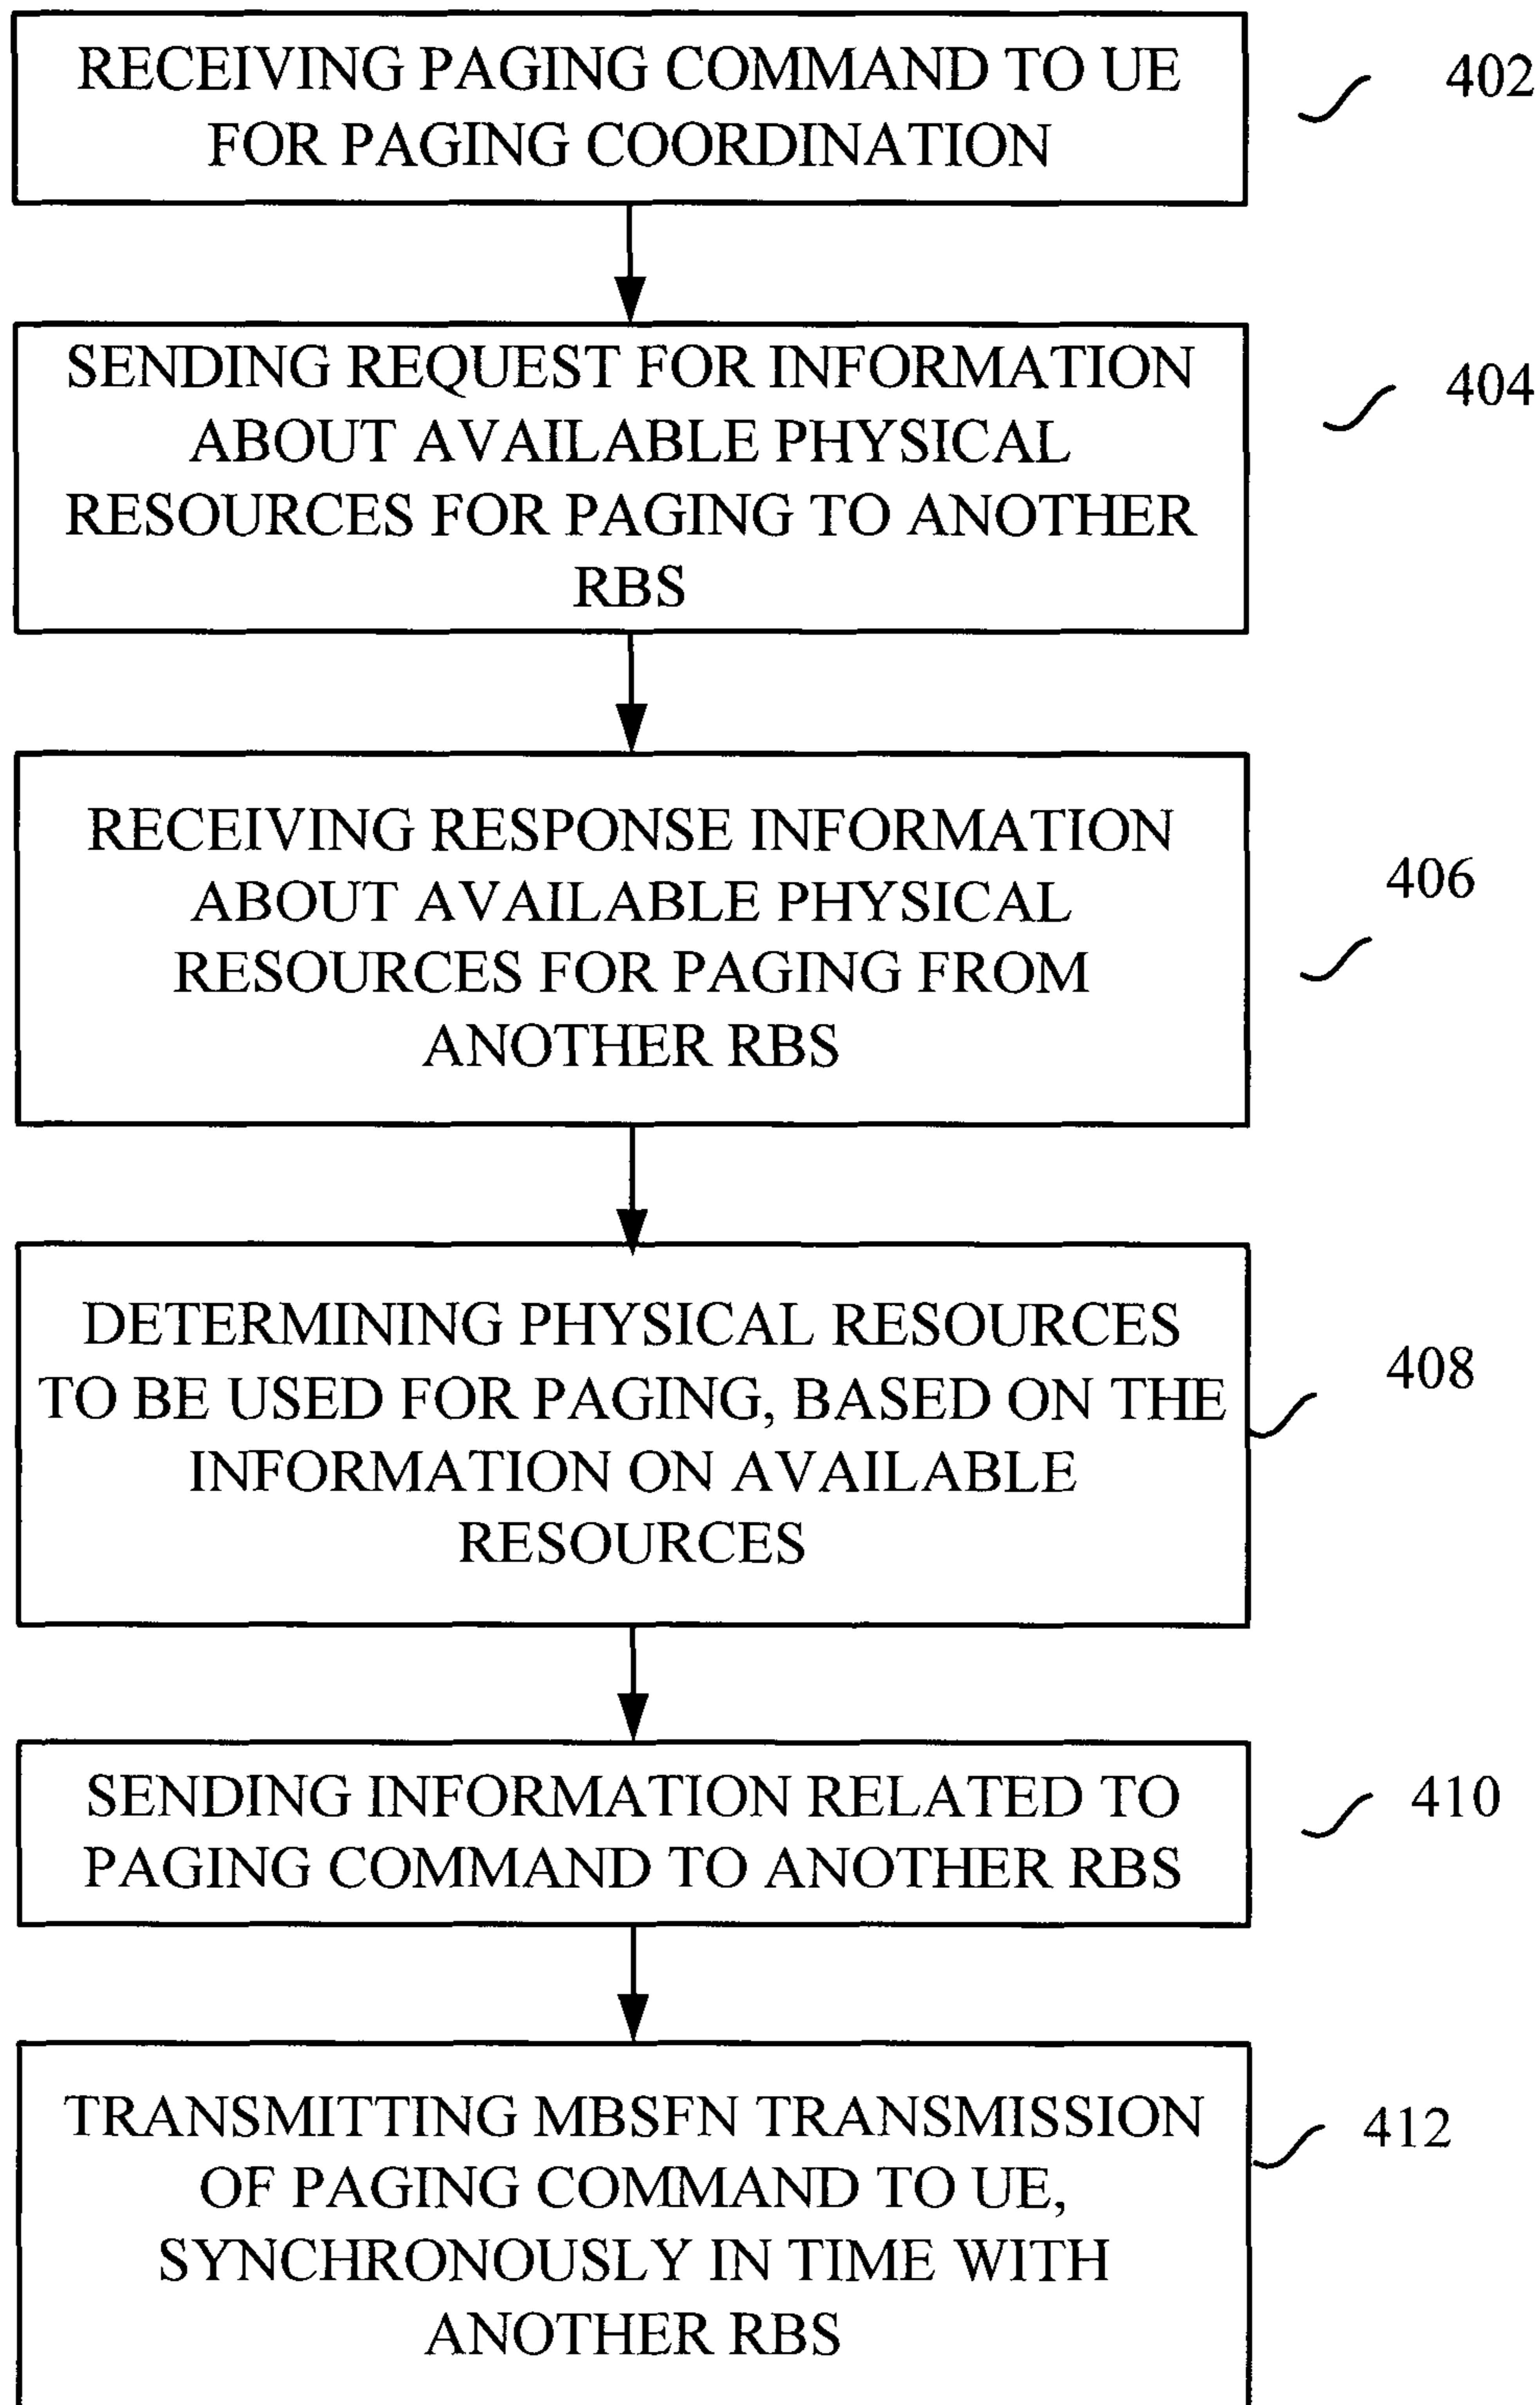 RECEIVING PAGING COMMAND TO UE
FOR PAGING COORDINATION
402
SENDING REQUEST FOR INFORMATION
ABOUT AVAILABLE PHYSICAL
RESOURCES FOR PAGING TO ANOTHER
RBS
404
RECEIVING RESPONSE INFORMATION
ABOUT AVAILABLE PHYSICAL
RESOURCES FOR PAGING FROM
ANOTHER RBS
406
DETERMINING PHYSICAL RESOURCES
TO BE USED FOR PAGING, BASED ON THE
INFORMATION ON AVAILABLE
RESOURCES
408
SENDING INFORMATION RELATED TO
PAGING COMMAND TO ANOTHER RBS
410
TRANSMITTING MBSFN TRANSMISSION
OF PAGING COMMAND TO UE,
SYNCHRONOUSLY IN TIME WITH
ANOTHER RBS
412